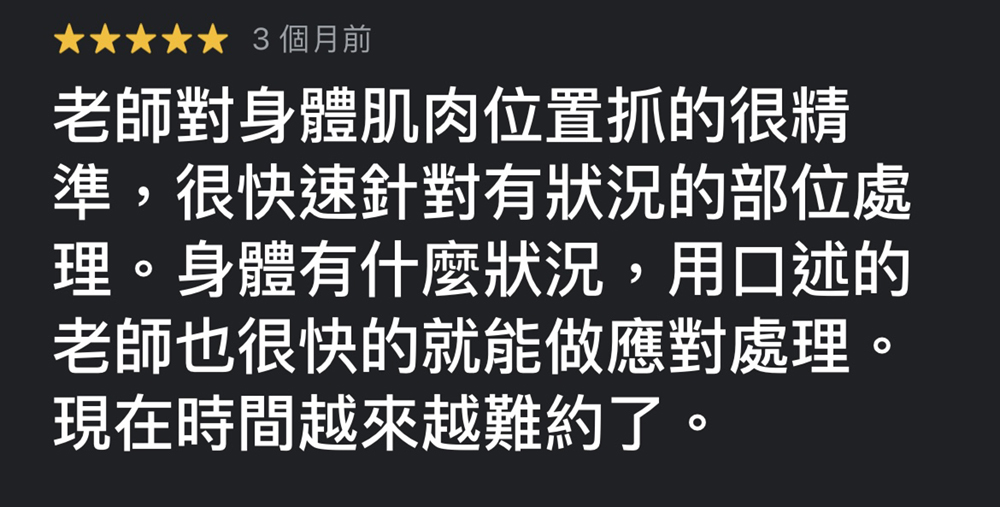 ★★★★★ 3 個月前
老師對身體肌肉位置抓的很精
準，很快速針對有狀況的部位處
理。身體有什麼狀況，用口述的
老師也很快的就能做應對處理。
現在時間越來越難約了。